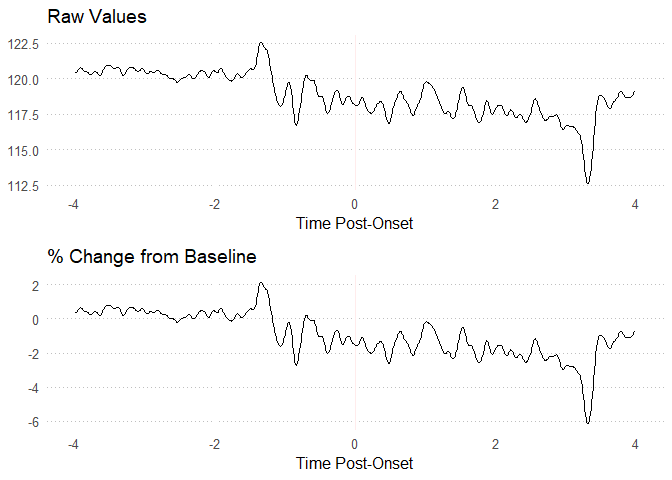 Raw Values
122.5
120.0
117.5
115.0
112.5
-4 -2 0 2 4
Time Post-Onset
% Change from Baseline
2
0
-2
-4
-6
-4 -2 0 2 4
Time Post-Onset